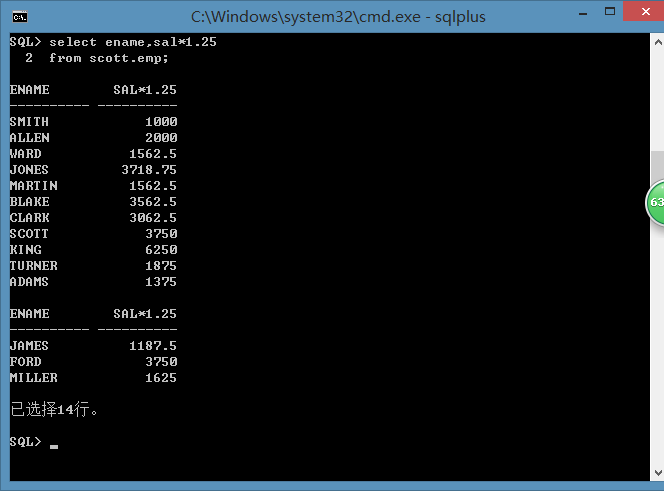 C:\Windows\system32\cmd.exe - sqlplus
SQL> select ename,sal*1.25
  2  from scott.emp;
ENAME        SAL*1.25
---------- ----------
SMITH            1000
ALLEN            2000
WARD           1562.5
JONES         3718.75
MARTIN         1562.5
BLAKE          3562.5
CLARK          3062.5
SCOTT            3750
KING             6250
TURNER           1875
ADAMS            1375
ENAME        SAL*1.25
---------- ----------
JAMES          1187.5
FORD             3750
MILLER           1625
已选择14行。
SQL>
63